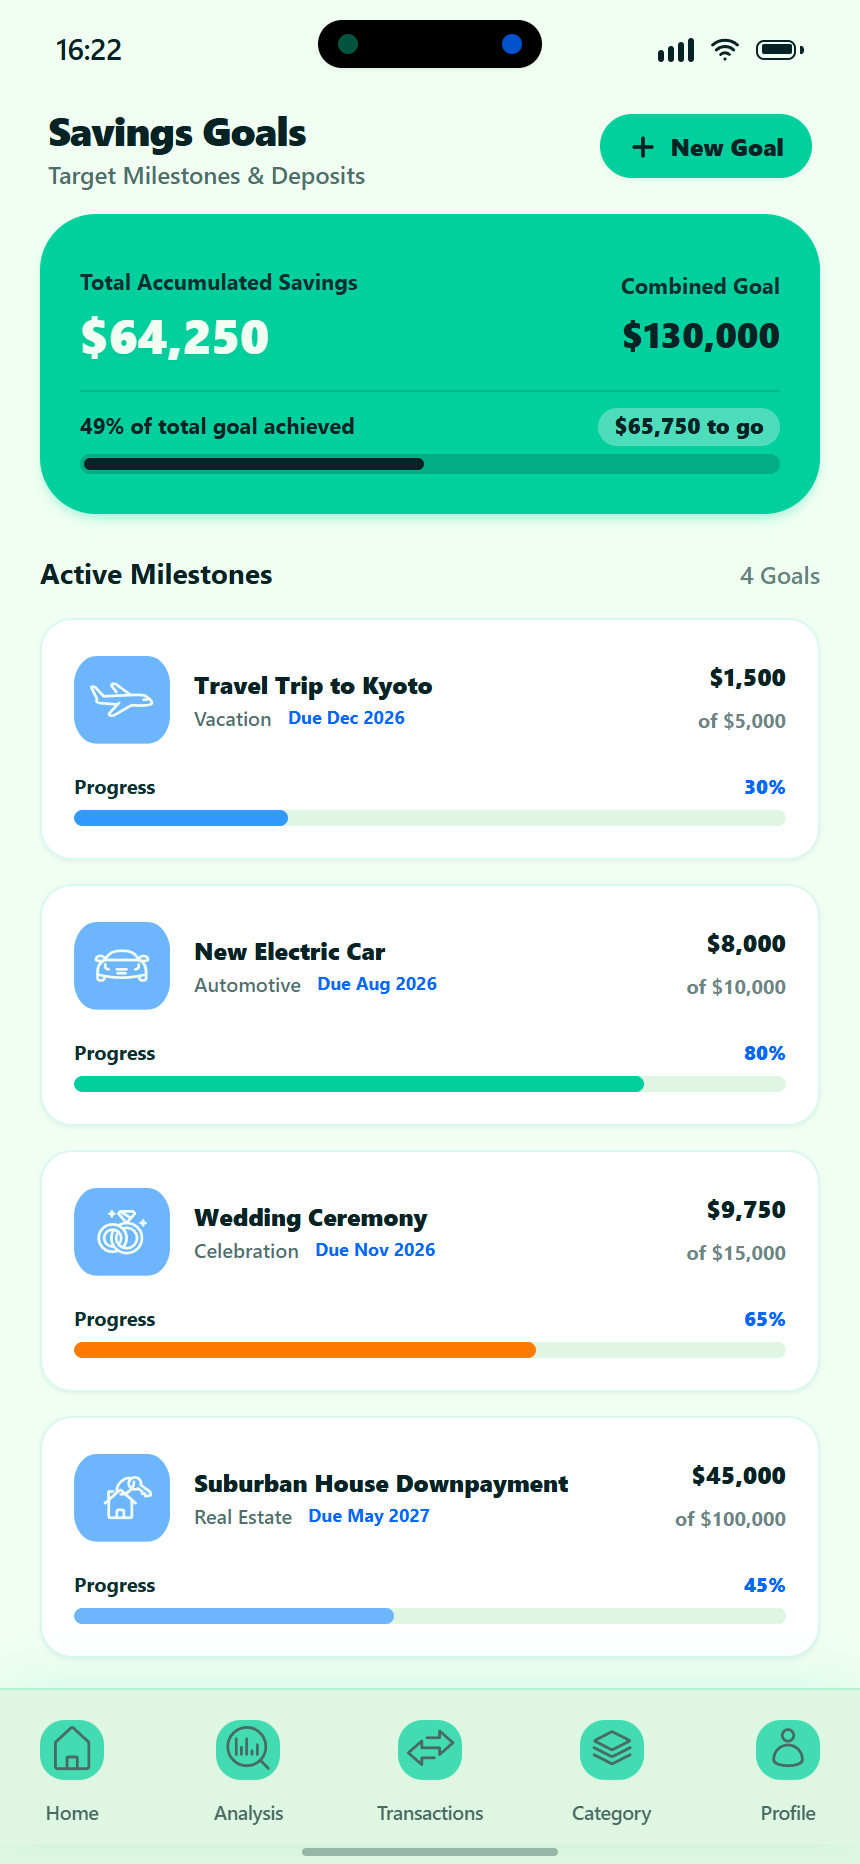 16:22
Savings Goals
Target Milestones & Deposits
+ New Goal
Total Accumulated Savings
$64,250
Combined Goal
$130,000
49% of total goal achieved
$65,750 to go
Active Milestones
4 Goals
Travel Trip to Kyoto
Vacation Due Dec 2026
$1,500
of $5,000
Progress
30%
New Electric Car
Automotive Due Aug 2026
$8,000
of $10,000
Progress
80%
Wedding Ceremony
Celebration Due Nov 2026
$9,750
of $15,000
Progress
65%
Suburban House Downpayment
Real Estate Due May 2027
$45,000
of $100,000
Progress
45%
Home
Analysis
Transactions
Category
Profile